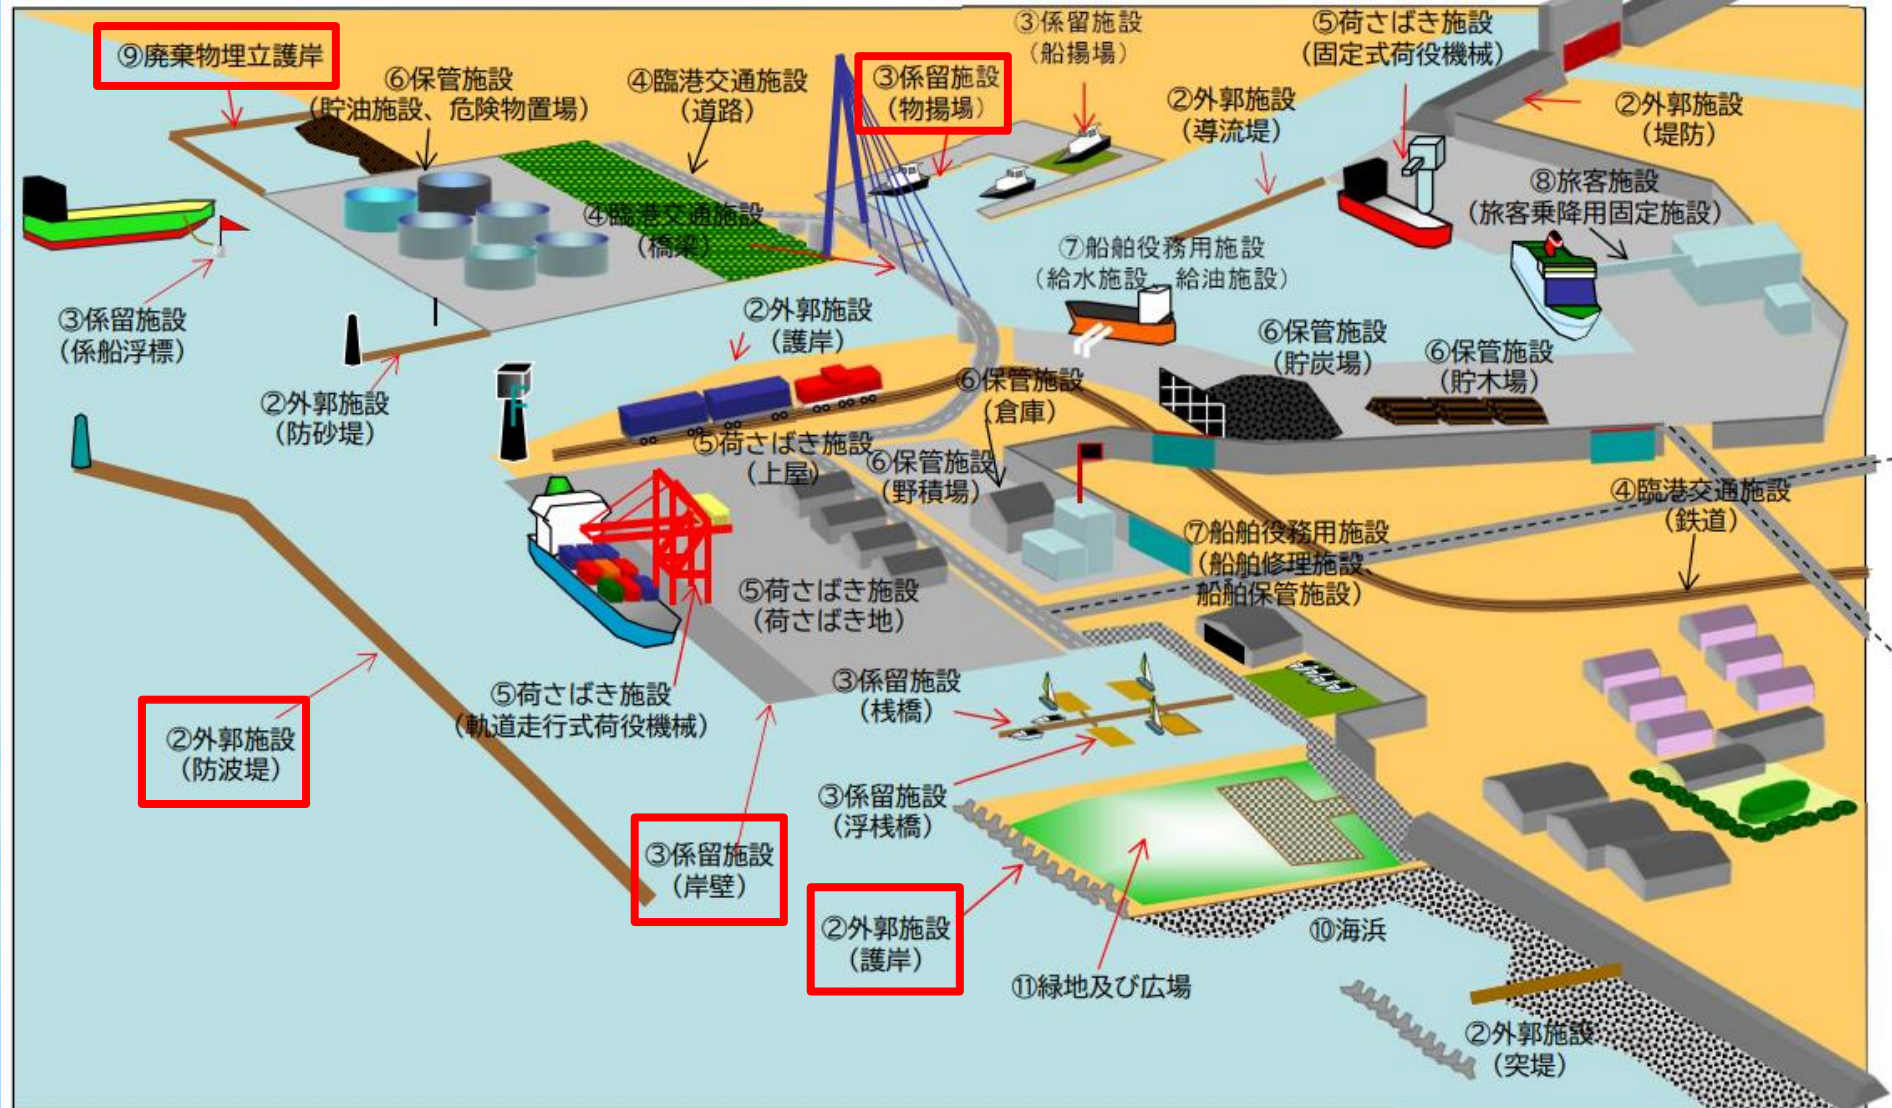 ⑨廃棄物埋立護岸
⑥保管施設
(貯油施設、危険物置場)
④臨港交通施設
(道路)
③係留施設
(物揚場)
③係留施設
(船揚場)
⑤荷さばき施設
(固定式荷役機械)
②外郭施設
(導流堤)
②外郭施設
(堤防)
⑧旅客施設
(旅客乗降用固定施設)
④臨港交通施設
(橋梁)
⑦船舶役務用施設
(給水施設、給油施設)
③係留施設
(係船浮標)
②外郭施設
(護岸)
⑥保管施設
(貯炭場)
⑥保管施設
(貯木場)
②外郭施設
(防砂堤)
⑥保管施設
(倉庫)
⑤荷さばき施設
(上屋)
⑥保管施設
(野積場)
④臨港交通施設
(鉄道)
⑦船舶役務用施設
(船舶修理施設、
船舶保管施設)
⑤荷さばき施設
(荷さばき地)
⑤荷さばき施設
(軌道走行式荷役機械)
③係留施設
(桟橋)
②外郭施設
(防波堤)
③係留施設
(浮桟橋)
③係留施設
(岸壁)
②外郭施設
(護岸)
⑩海浜
⑪緑地及び広場
②外郭施設
(突堤)